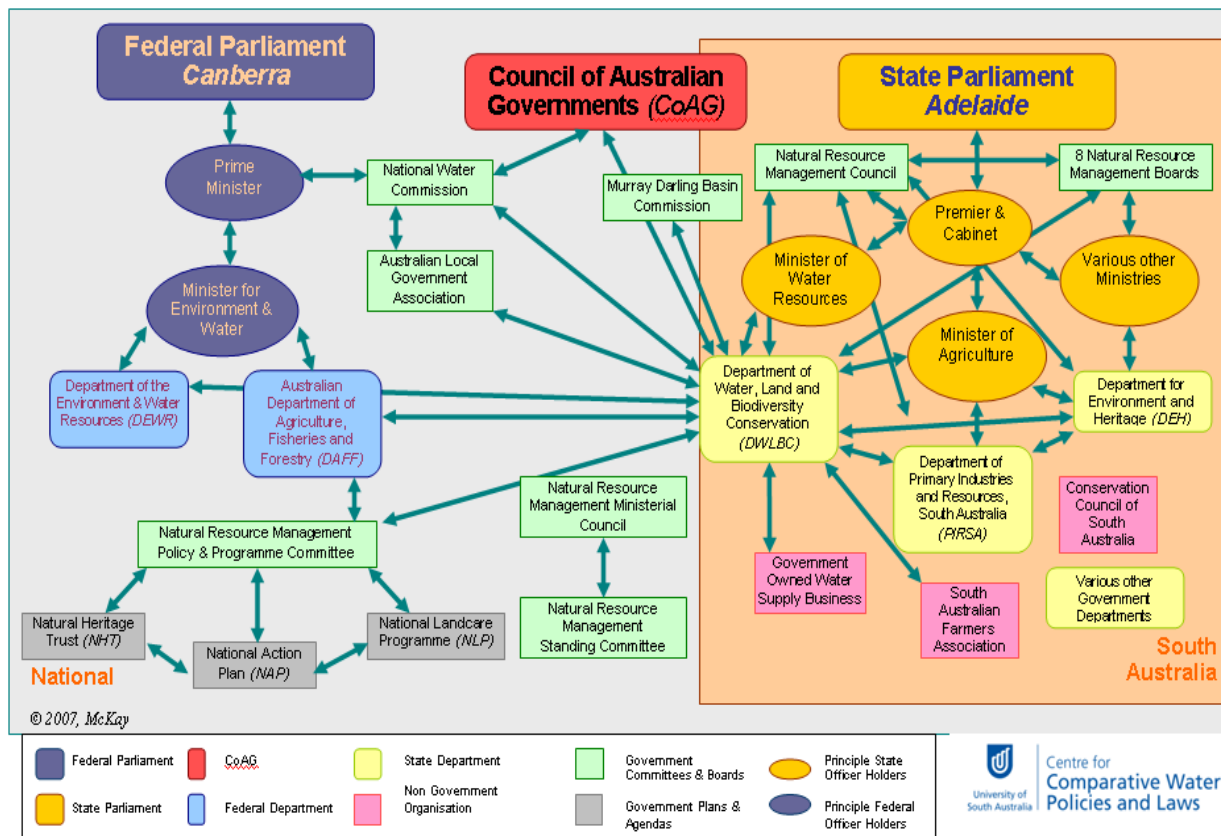 Federal Parliament
Canberra
Council of Australian
Governments (CoAG)
State Parliament
Adelaide
Prime
Minister
National Water
Commission
Murray Darling Basin
Commission
Natural Resource
Management Council
8 Natural Resource
Management Boards
Premier &
Cabinet
Minister of
Water
Resources
Various other
Ministries
Australian Local
Government
Association
Minister for
Environment &
Water
Minister of
Agriculture
Department of the
Environment & Water
Resources (DEWR)
Australian
Department of
Agriculture,
Fisheries and
Forestry (DAFF)
Department of
Water, Land and
Biodiversity
Conservation
(DWLBC)
Department for
Environment and
Heritage (DEH)
Department of
Primary Industries
and Resources,
South Australia
(PIRSA)
Conservation
Council of
South
Australia
Natural Resource
Management Ministerial
Council
Natural Resource Management
Policy & Programme Committee
Government
Owned Water
Supply Business
South
Australian
Farmers
Association
Various other
Government
Departments
Natural Heritage
Trust (NHT)
National Action
Plan (NAP)
National Landcare
Programme (NLP)
Natural Resource
Management
Standing Committee
National
South
Australia
© 2007, McKay
Federal Parliament
CoAG
State Department
Government
Committees & Boards
Principle State
Officer Holders
State Parliament
Federal Department
Non Government
Organisation
Government Plans &
Agendas
Principle Federal
Officer Holders
University of
South Australia
Centre for
Comparative Water
Policies and Laws